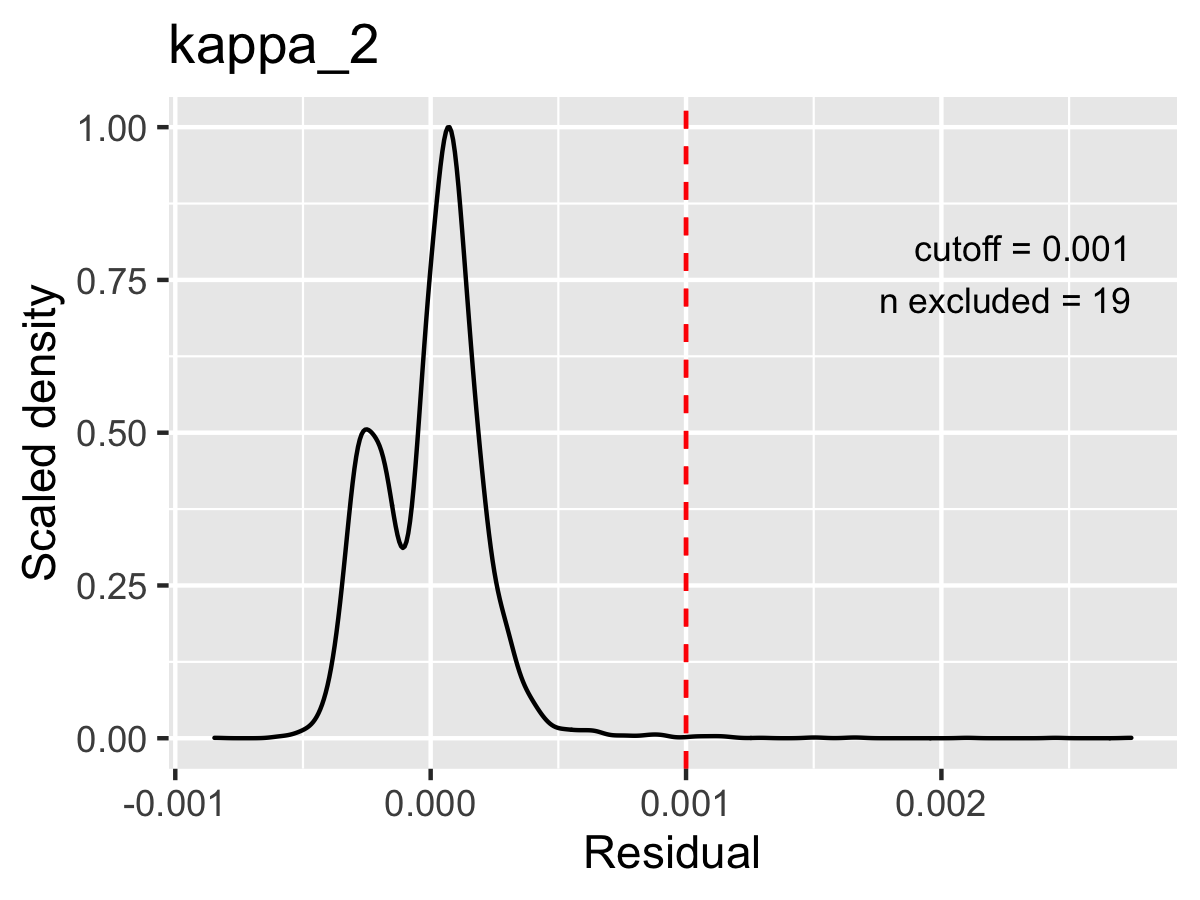 kappa_2
1.00
0.75
0.50
0.25
0.00
Scaled density
cutoff = 0.001
n excluded = 19
-0.001
0.000
0.001
0.002
Residual